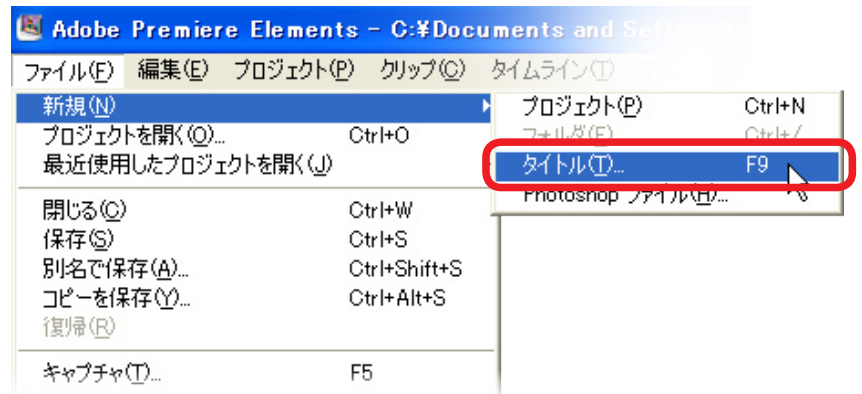 Adobe Premiere Elements - C:¥Documents and Settings
ファイル(F) 編集(E) プロジェクト(P) クリップ(C) タイムライン(T)
新規(N)
プロジェクトを開く(O)... Ctrl+O
最近使用したプロジェクトを開く(J)
閉じる(C) Ctrl+W
保存(S) Ctrl+S
別名で保存(A)... Ctrl+Shift+S
コピーを保存(Y)... Ctrl+Alt+S
復帰(R)
キャプチャ(T)... F5
プロジェクト(P) Ctrl+N
フォルダ(F) Ctrl+/
タイトル(T)... F9
Photoshop ファイル(H)...